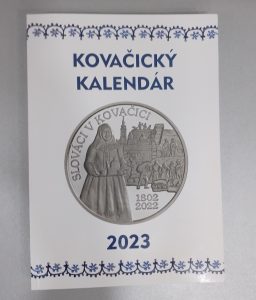 KOVAČICKÝ
KALENDÁR
SLOVÁCI V KOVAČICI
1802
2022
2023